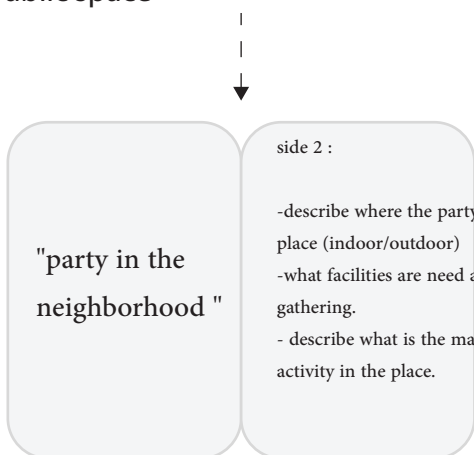 "party in the
neighborhood "
side 2 :
-describe where the party
place (indoor/outdoor)
-what facilities are need
gathering.
- describe what is the
activity in the place.